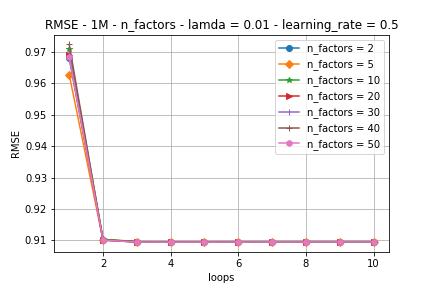 RMSE - 1M - n_factors - lamda = 0.01 - learning_rate = 0.5
n_factors = 2
n_factors = 5
n_factors = 10
n_factors = 20
n_factors = 30
n_factors = 40
n_factors = 50
RMSE
0.97
0.96
0.95
0.94
0.93
0.92
0.91
2 4 6 8 10
loops